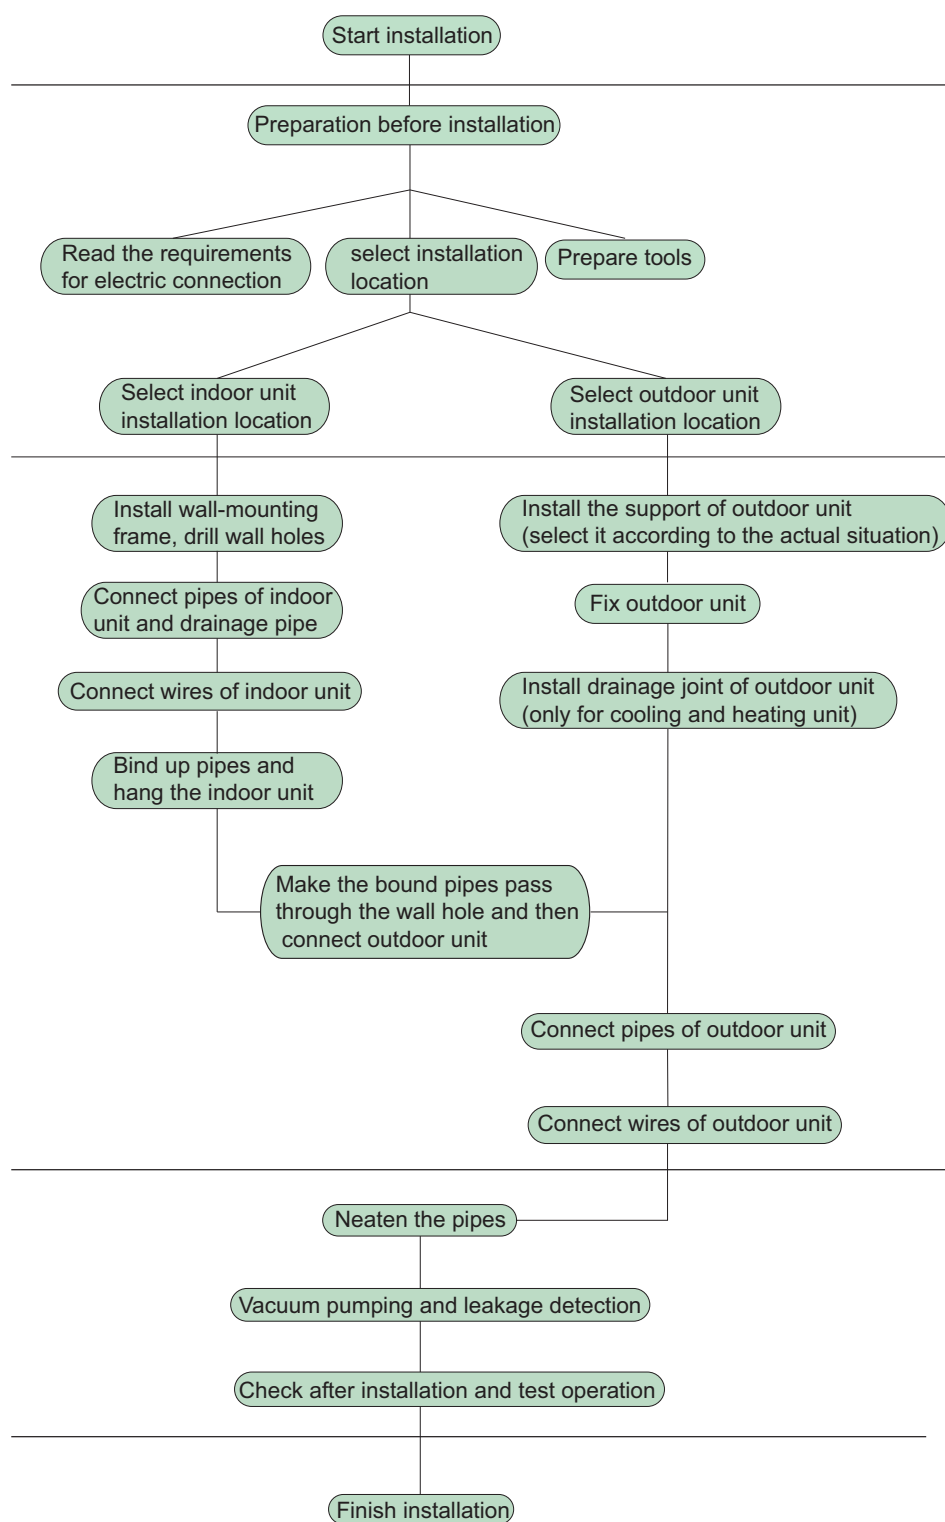 Start installation
Preparation before installation
Read the requirements
for electric connection
select installation
location
Prepare tools
Select indoor unit
installation location
Select outdoor unit
installation location
Install wall-mounting
frame, drill wall holes
Install the support of outdoor unit
(select it according to the actual situation)
Connect pipes of indoor
unit and drainage pipe
Fix outdoor unit
Connect wires of indoor unit
Install drainage joint of outdoor unit
(only for cooling and heating unit)
Bind up pipes and
hang the indoor unit
Make the bound pipes pass
through the wall hole and then
connect outdoor unit
Connect pipes of outdoor unit
Connect wires of outdoor unit
Neaten the pipes
Vacuum pumping and leakage detection
Check after installation and test operation
Finish installation